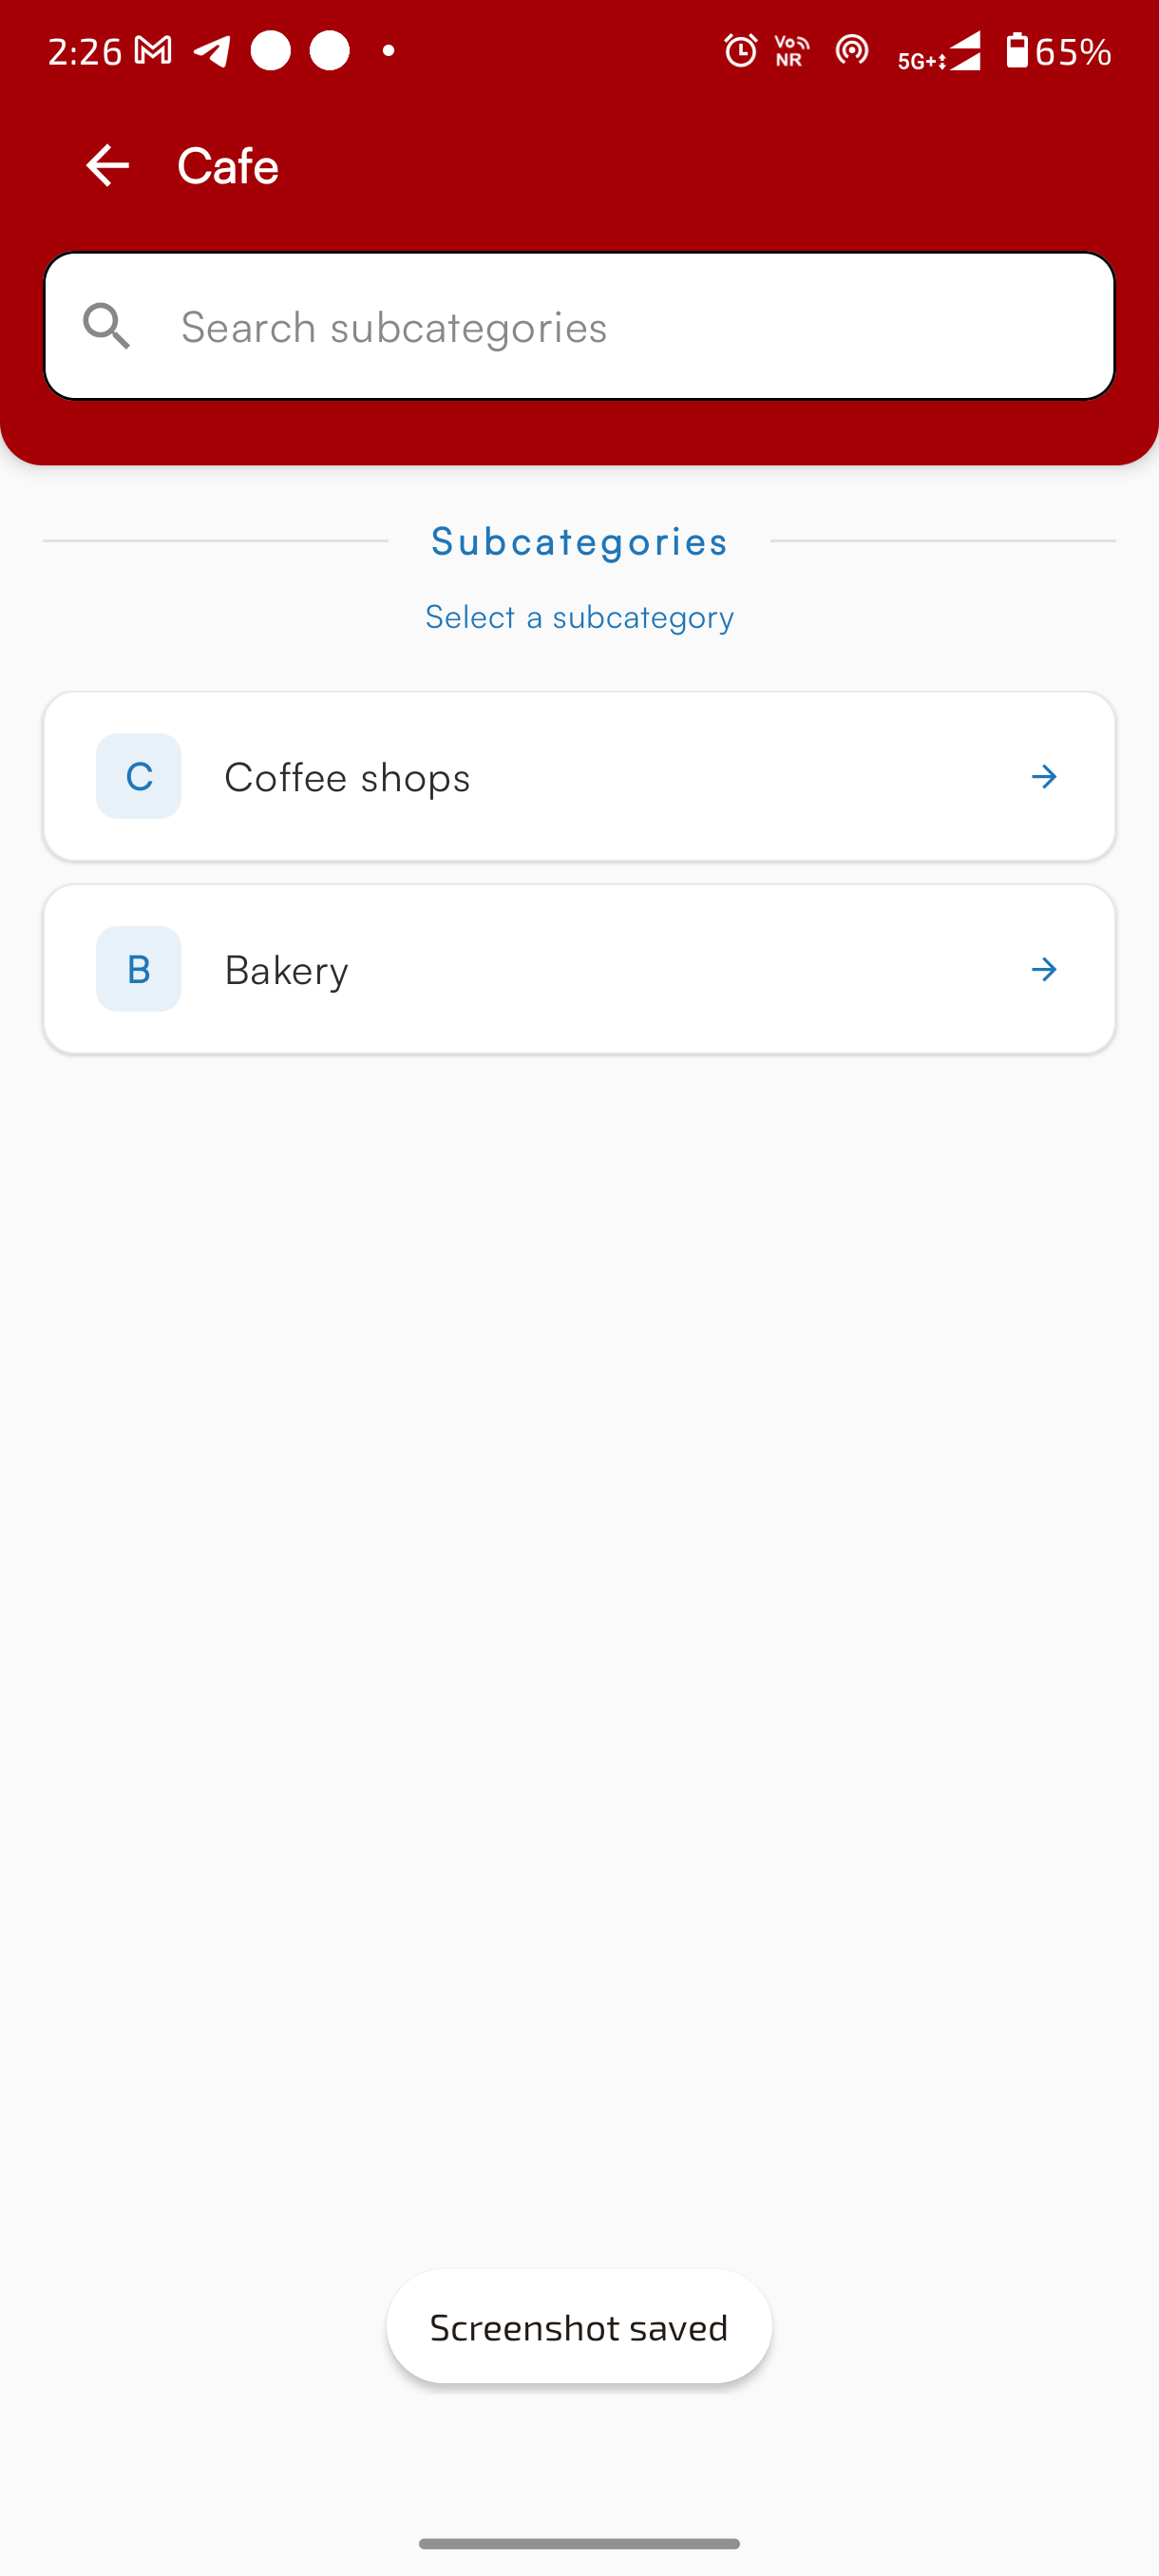 2:26
Vo NR
5G+
65%
Cafe
Search subcategories
Subcategories
Select a subcategory
C Coffee shops
B Bakery
Screenshot saved